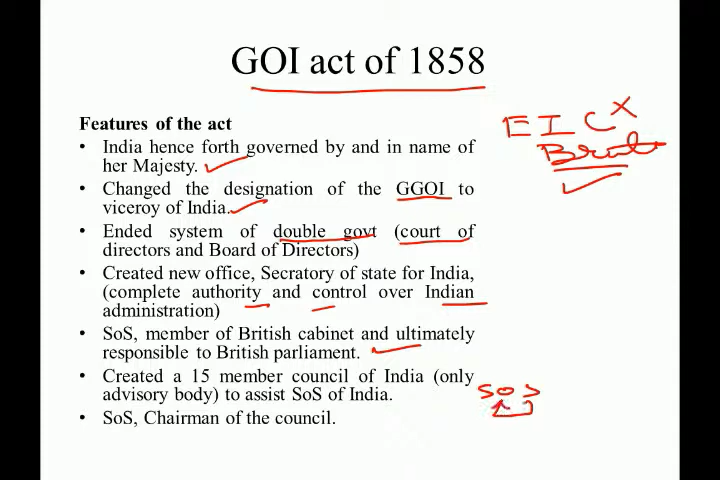 GOI act of 1858
Features of the act
• India hence forth governed by and in name of
her Majesty.
• Changed the designation of the GGOI to
viceroy of India.
• Ended system of double govt (court of
directors and Board of Directors)
• Created new office, Secratory of state for India,
(complete authority and control over Indian
administration)
• SoS, member of British cabinet and ultimately
responsible to British parliament.
• Created a 15 member council of India (only
advisory body) to assist SoS of India.
• SoS, Chairman of the council.
EIC x
SOS